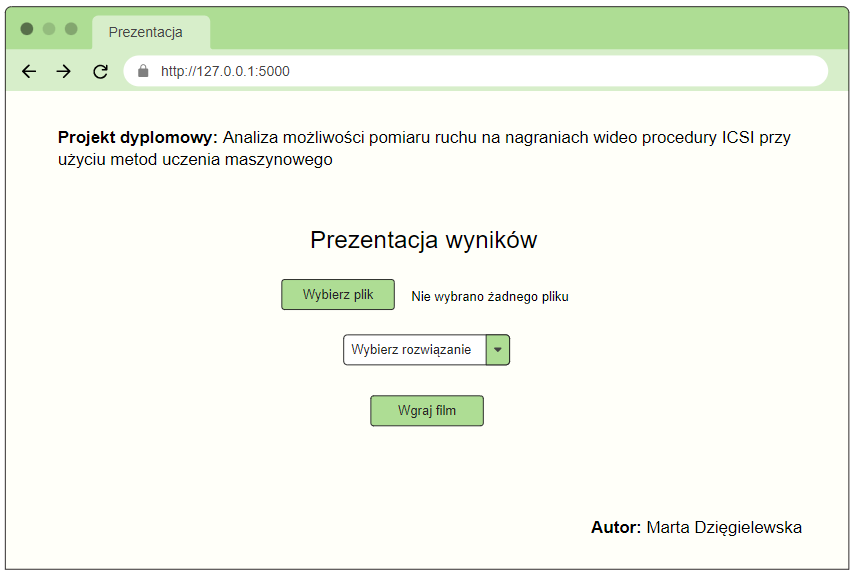 Prezentacja
http://127.0.0.1:5000
Projekt dyplomowy: Analiza możliwości pomiaru ruchu na nagraniach wideo procedury ICSI przy
użyciu metod uczenia maszynowego
Prezentacja wyników
Wybierz plik Nie wybrano żadnego pliku
Wybierz rozwiązanie
Wgraj film
Autor: Marta Dzięgielewska